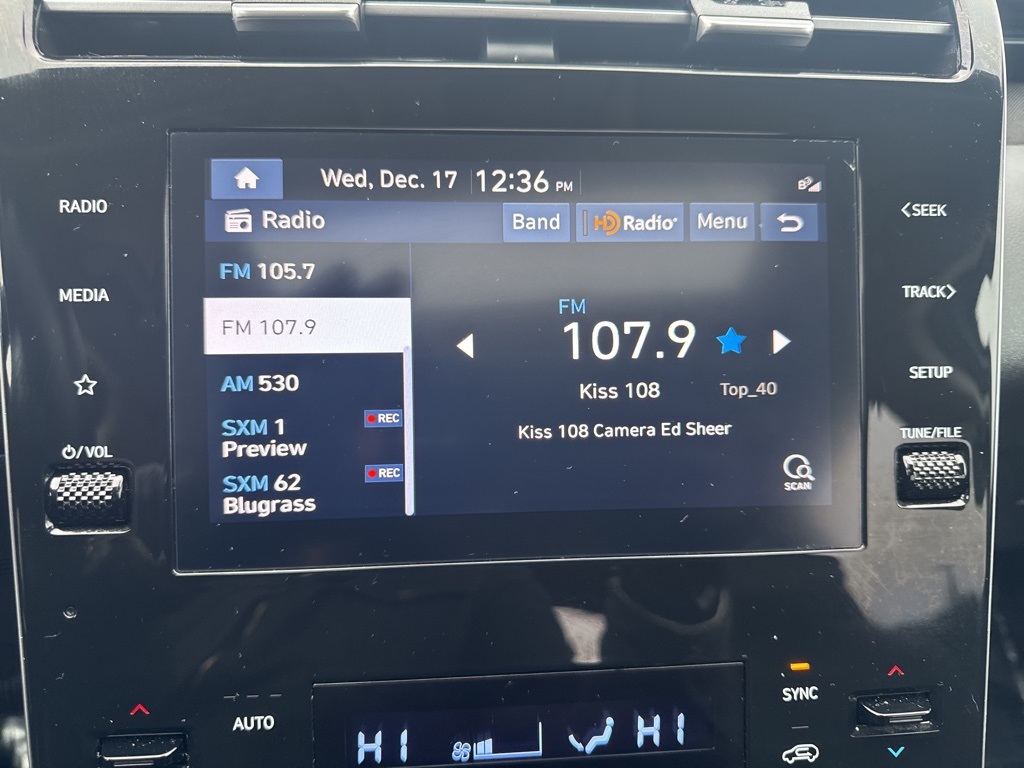 Wed, Dec. 17 12:36 PM
Radio Band HD Radio Menu
RADIO
MEDIA
⏻/VOL
FM 105.7
FM 107.9
AM 530
SXM 1 REC
Preview
SXM 62 REC
Blugrass
FM
107.9
Kiss 108 Top_40
Kiss 108 Camera Ed Sheer
SCAN
<SEEK
TRACK>
SETUP
TUNE/FILE
AUTO
HI HI
SYNC